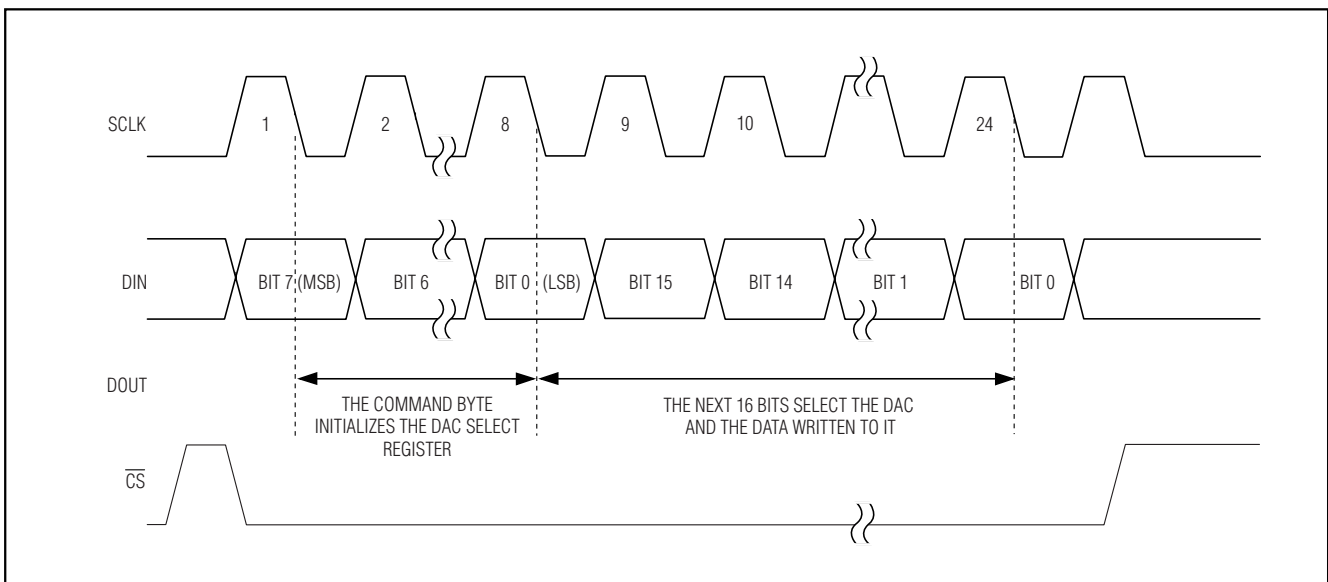 SCLK 1 2 8 9 10 24
DIN BIT 7 (MSB) BIT 6 BIT 0 (LSB) BIT 15 BIT 14 BIT 1 BIT 0
DOUT
THE COMMAND BYTE
INITIALIZES THE DAC SELECT
REGISTER
THE NEXT 16 BITS SELECT THE DAC
AND THE DATA WRITTEN TO IT
CS